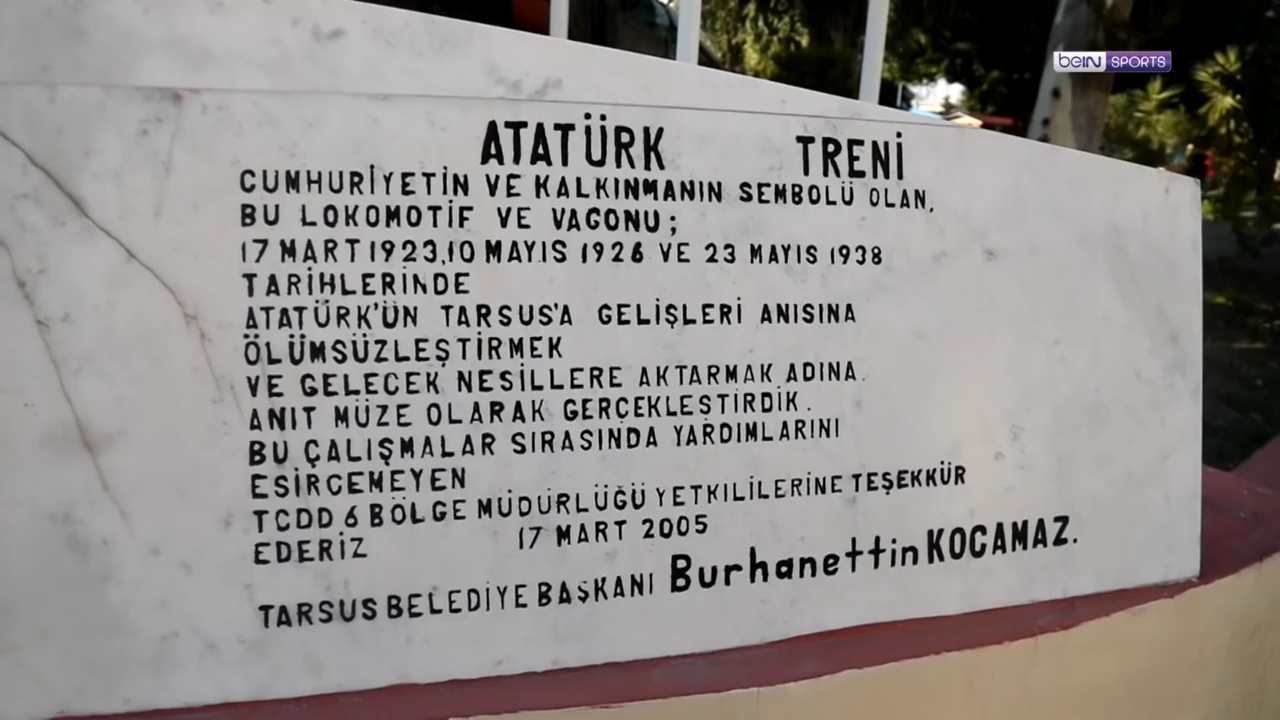 beIN SPORTS
ATATÜRK TRENİ
CUMHURİYETİN VE KALKINMANIN SEMBOLÜ OLAN,
BU LOKOMOTİF VE VAGONU;
17 MART 1923,10 MAYIS 1926 VE 23 MAYIS 1938
TARİHLERİNDE
ATATÜRK'ÜN TARSUS'A GELİŞLERİ ANISINA
ÖLÜMSÜZLEŞTİRMEK
VE GELECEK NESİLLERE AKTARMAK ADINA.
ANIT MÜZE OLARAK GERÇEKLEŞTİRDİK.
BU ÇALIŞMALAR SIRASINDA YARDIMLARINI
ESİRGEMEYEN
TCDD 6 BÖLGE MÜDÜRLÜĞÜ YETKİLİLERİNE TEŞEKKÜR
EDERİZ 17 MART 2005
TARSUS BELEDİYE BAŞKANI Burhanettin KOCAMAZ.